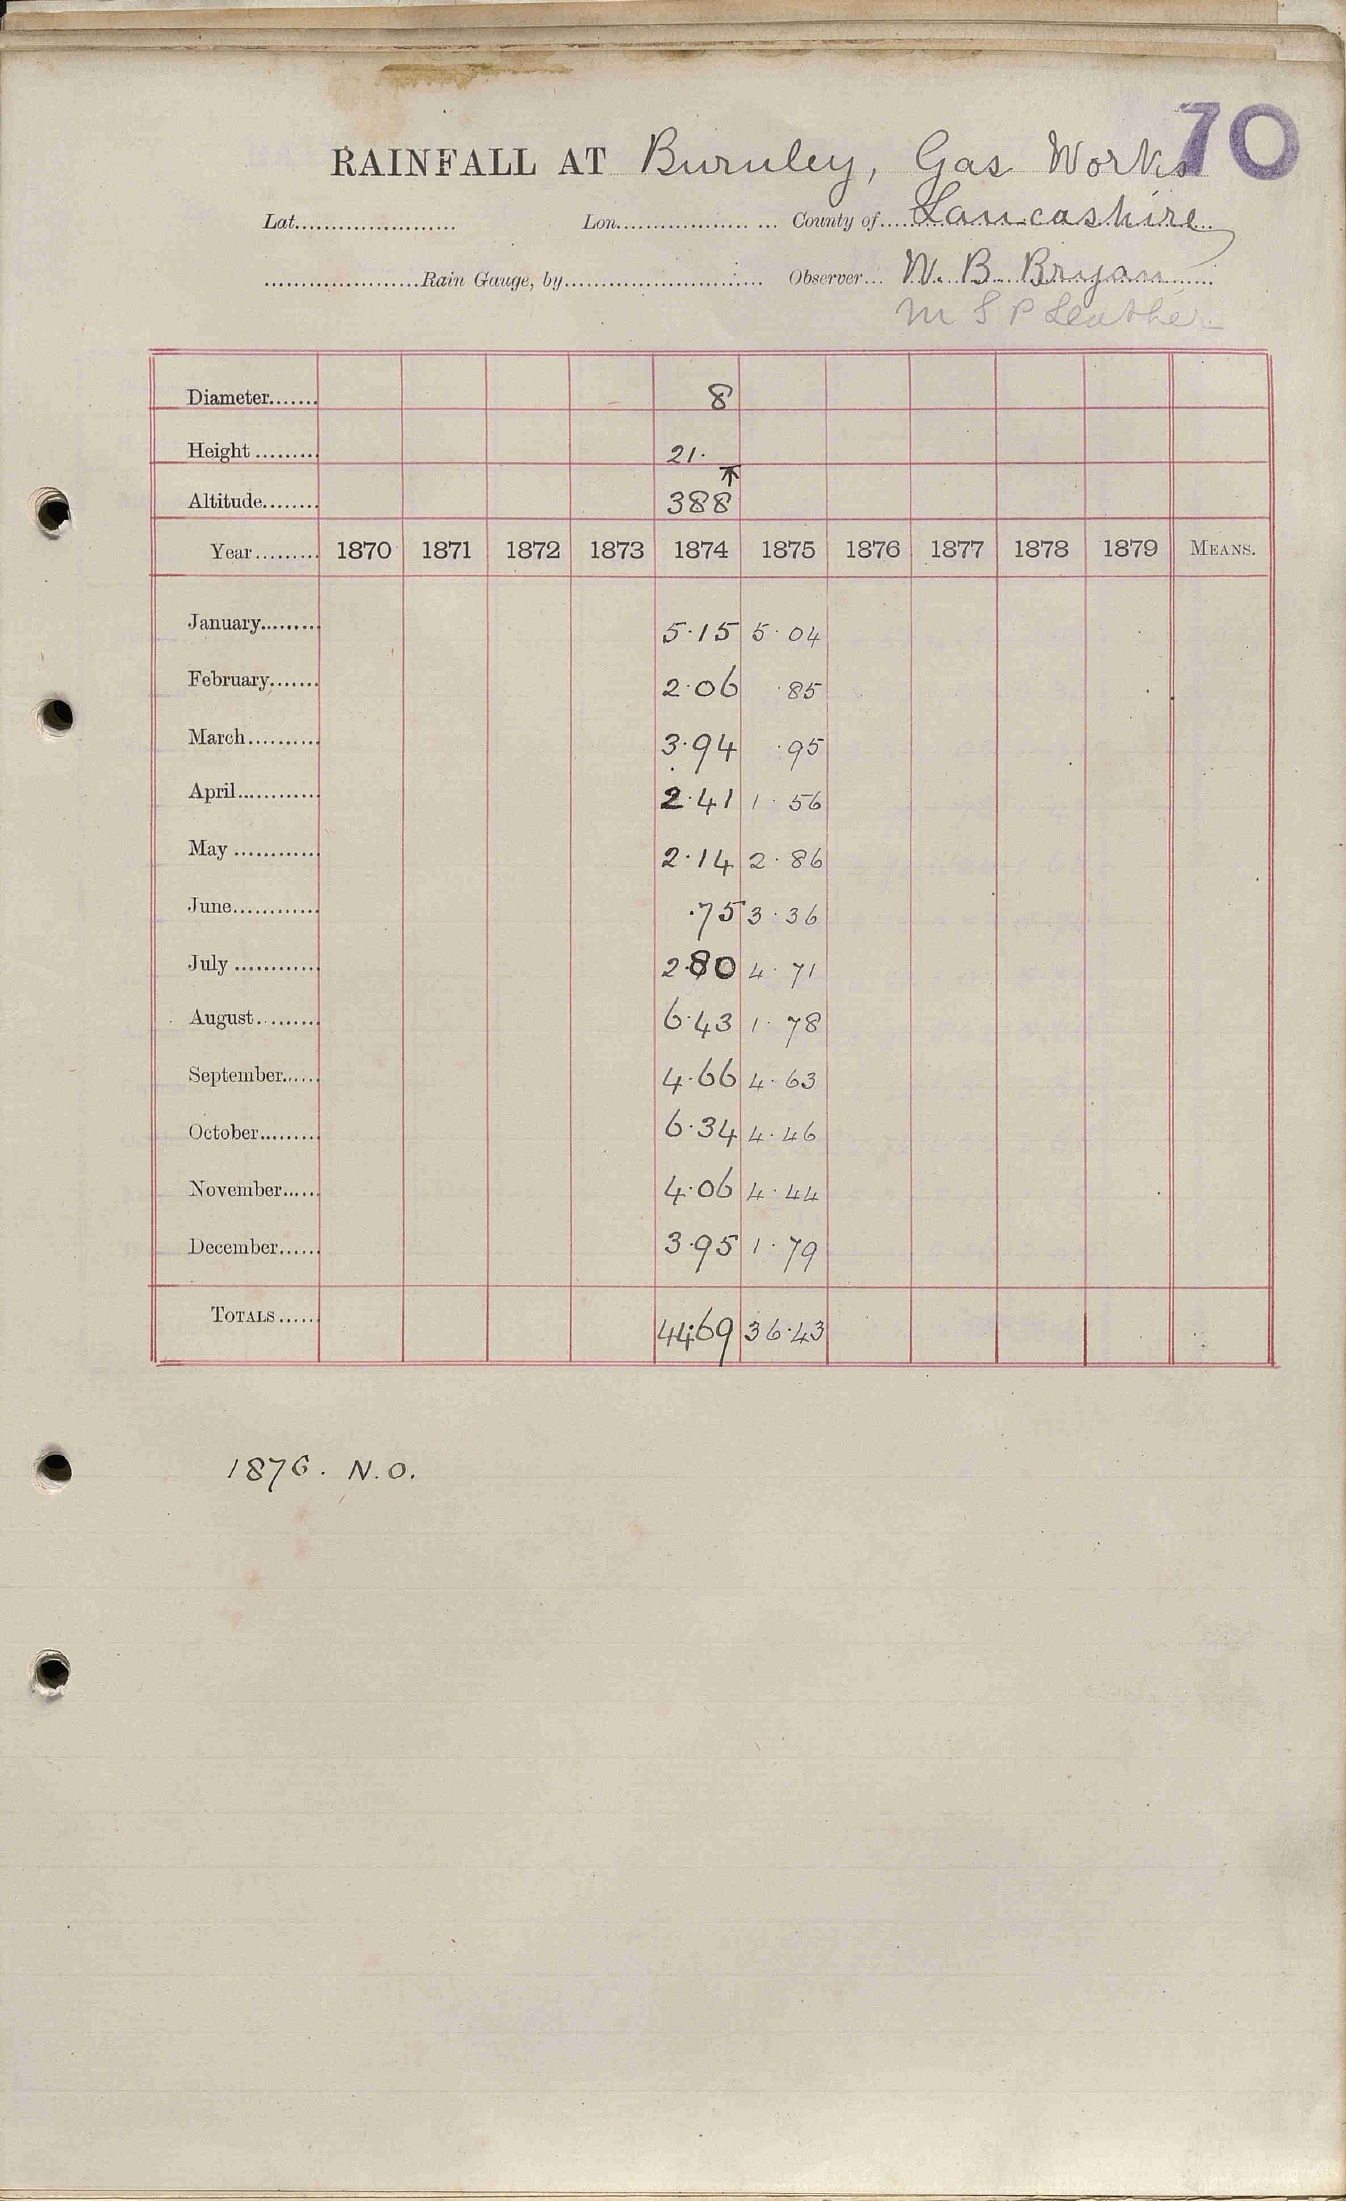 70
RAINFALL AT Burnley, Gas Works
Lat...................... Lon...................... County of.... Lancashire
......................Rain Gauge, by............................ Observer... W. B. Bryan
M S P Leather
Diameter....... 8
Height ......... 21.
Altitude........ 388
Year......... 1870 1871 1872 1873 1874 1875 1876 1877 1878 1879 MEANS.
January......... 5.15 5.04
February....... 2.06 .85
March.......... 3.94 .95
April............ 2.41 1.56
May ............ 2.14 2.86
June............ .75 3.36
July ............ 2.80 4.71
August......... 6.43 1.78
September...... 4.66 4.63
October......... 6.34 4.46
November...... 4.06 4.44
December...... 3.95 1.79
TOTALS...... 44.69 36.43
1876. N.O.